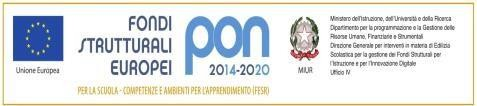 FONDI
STRUTTURALI
EUROPEI
pon
2014-2020
Unione Europea
MIUR
Ministero dell'Istruzione, dell'Università e della Ricerca
Dipartimento per la programmazione e la Gestione delle
Risorse Umane, Finanziarie e Strumentali
Direzione Generale per interventi in materia di Edilizia
Scolastica per la gestione dei Fondi Strutturali per
l'Istruzione e per l'Innovazione Digitale
Ufficio IV
PER LA SCUOLA - COMPETENZE E AMBIENTI PER L'APPRENDIMENTO (FESR)